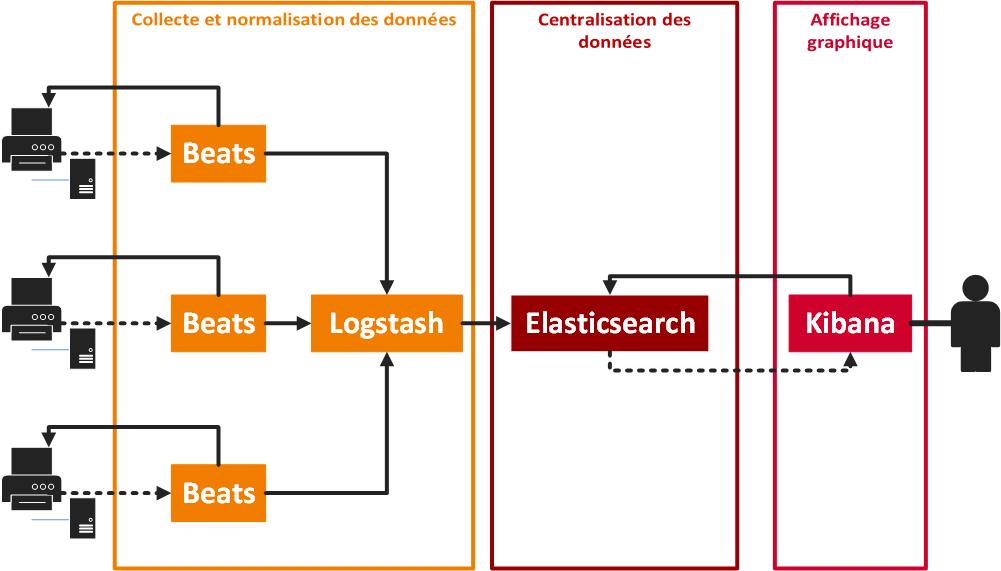 Collecte et normalisation des données
Centralisation des
données
Affichage
graphique
Beats
Beats
Logstash
Elasticsearch
Kibana
Beats